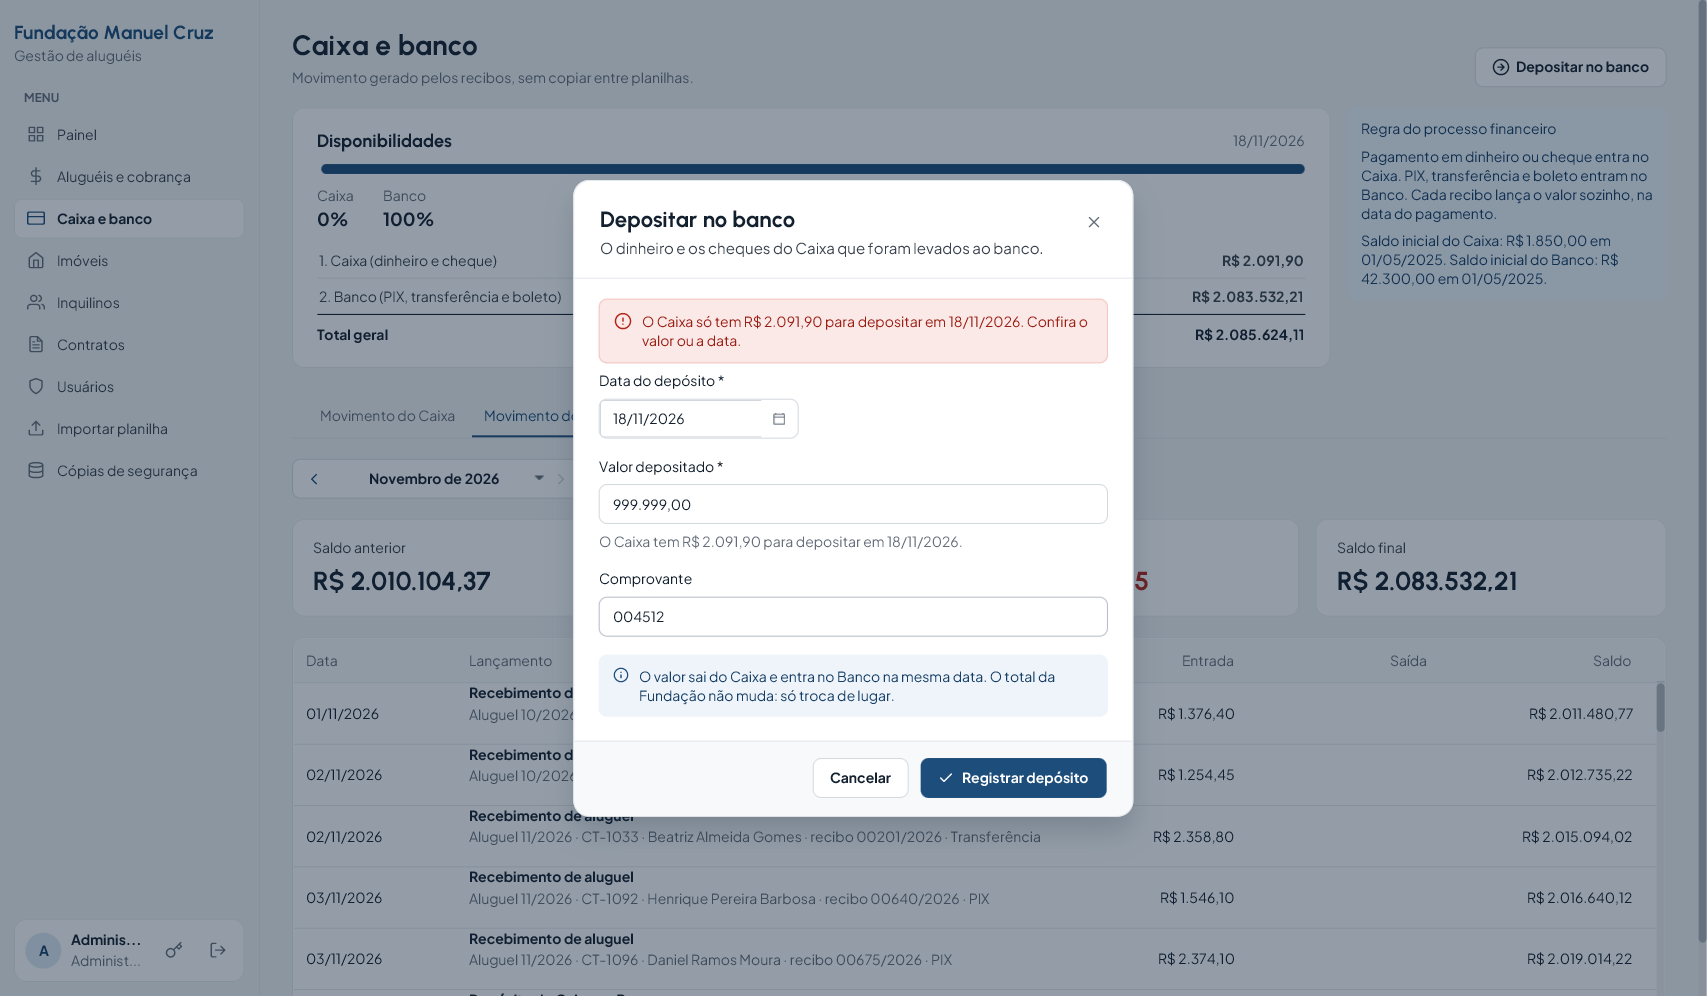 Fundação Manuel Cruz
Gestão de aluguéis
MENU
Painel
Aluguéis e cobrança
Caixa e banco
Imóveis
Inquilinos
Contratos
Usuários
Importar planilha
Cópias de segurança
Adminis...
Administ...
A
Caixa e banco
Movimento gerado pelos recibos, sem copiar entre planilhas.
Depositar no banco
Disponibilidades
18/11/2026
Caixa
Banco
0%
100%
1. Caixa (dinheiro e cheque)
R$ 2.091,90
2. Banco (PIX, transferência e boleto)
R$ 2.083.532,21
Total geral
R$ 2.085.624,11
Regra do processo financeiro
Pagamento em dinheiro ou cheque entra no
Caixa. PIX, transferência e boleto entram no
Banco. Cada recibo lança o valor sozinho, na
data do pagamento.
Saldo inicial do Caixa: R$ 1.850,00 em
01/05/2025. Saldo inicial do Banco: R$
42.300,00 em 01/05/2025.
Movimento do Caixa
Movimento do
Novembro de 2026
Saldo anterior
R$ 2.010.104,37
5
Saldo final
R$ 2.083.532,21
Data
Lançamento
Entrada
Saída
Saldo
01/11/2026
Recebimento d
Aluguel 10/2026
R$ 1.376,40
R$ 2.011.480,77
02/11/2026
Recebimento d
Aluguel 10/2026
R$ 1.254,45
R$ 2.012.735,22
02/11/2026
Recebimento de aluguel
Aluguel 11/2026 · CT-1033 · Beatriz Almeida Gomes · recibo 00201/2026 · Transferência
R$ 2.358,80
R$ 2.015.094,02
03/11/2026
Recebimento de aluguel
Aluguel 11/2026 · CT-1092 · Henrique Pereira Barbosa · recibo 00640/2026 · PIX
R$ 1.546,10
R$ 2.016.640,12
03/11/2026
Recebimento de aluguel
Aluguel 11/2026 · CT-1096 · Daniel Ramos Moura · recibo 00675/2026 · PIX
R$ 2.374,10
R$ 2.019.014,22
Depositar no banco
O dinheiro e os cheques do Caixa que foram levados ao banco.
O Caixa só tem R$ 2.091,90 para depositar em 18/11/2026. Confira o
valor ou a data.
Data do depósito *
18/11/2026
Valor depositado *
999.999,00
O Caixa tem R$ 2.091,90 para depositar em 18/11/2026.
Comprovante
004512
O valor sai do Caixa e entra no Banco na mesma data. O total da
Fundação não muda: só troca de lugar.
Cancelar
Registrar depósito